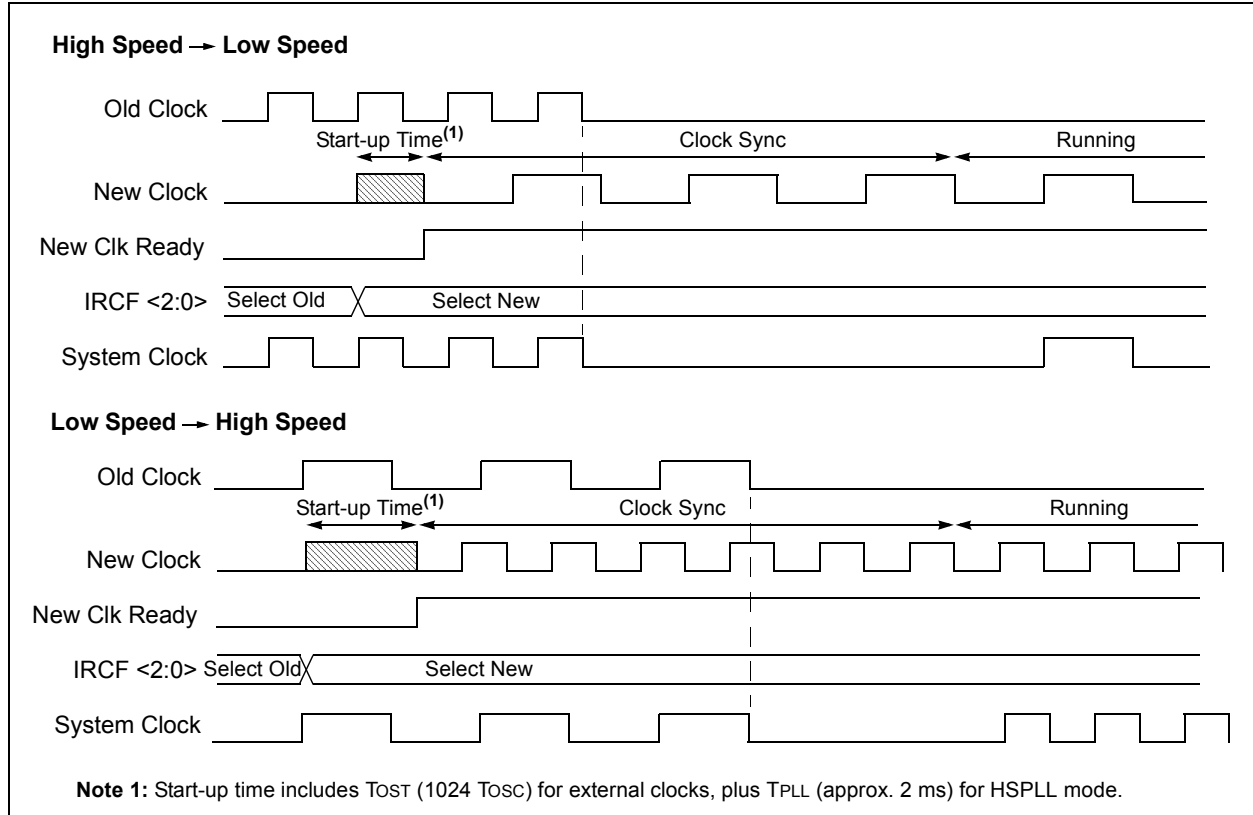 High Speed → Low Speed
Old Clock
Start-up Time(1)
Clock Sync
Running
New Clock
New Clk Ready
IRCF <2:0>
Select Old
Select New
System Clock
Low Speed → High Speed
Old Clock
Start-up Time(1)
Clock Sync
Running
New Clock
New Clk Ready
IRCF <2:0>
Select Old
Select New
System Clock
Note 1: Start-up time includes TOST (1024 TOSC) for external clocks, plus TPLL (approx. 2 ms) for HSPLL mode.